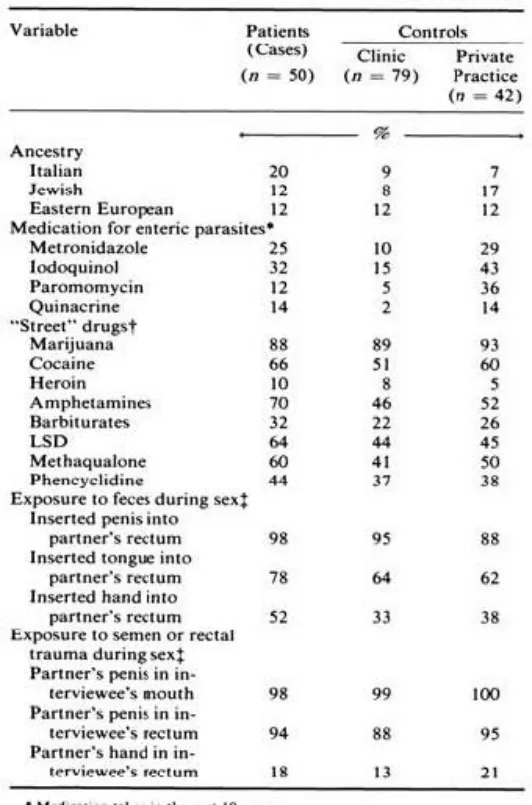 Variable Patients Controls
(Cases) Clinic Private
(n = 50) (n = 79) Practice
(n = 42)
%
Ancestry
Italian 20 9 7
Jewish 12 8 17
Eastern European 12 12 12
Medication for enteric parasites*
Metronidazole 25 10 29
Iodoquinol 32 15 43
Paromomycin 12 5 36
Quinacrine 14 2 14
"Street" drugs†
Marijuana 88 89 93
Cocaine 66 51 60
Heroin 10 8 5
Amphetamines 70 46 52
Barbiturates 32 22 26
LSD 64 44 45
Methaqualone 60 41 50
Phencyclidine 44 37 38
Exposure to feces during sex‡
Inserted penis into
partner's rectum 98 95 88
Inserted tongue into
partner's rectum 78 64 62
Inserted hand into
partner's rectum 52 33 38
Exposure to semen or rectal
trauma during sex‡
Partner's penis in in-
terviewee's mouth 98 99 100
Partner's penis in in-
terviewee's rectum 94 88 95
Partner's hand in in-
terviewee's rectum 18 13 21